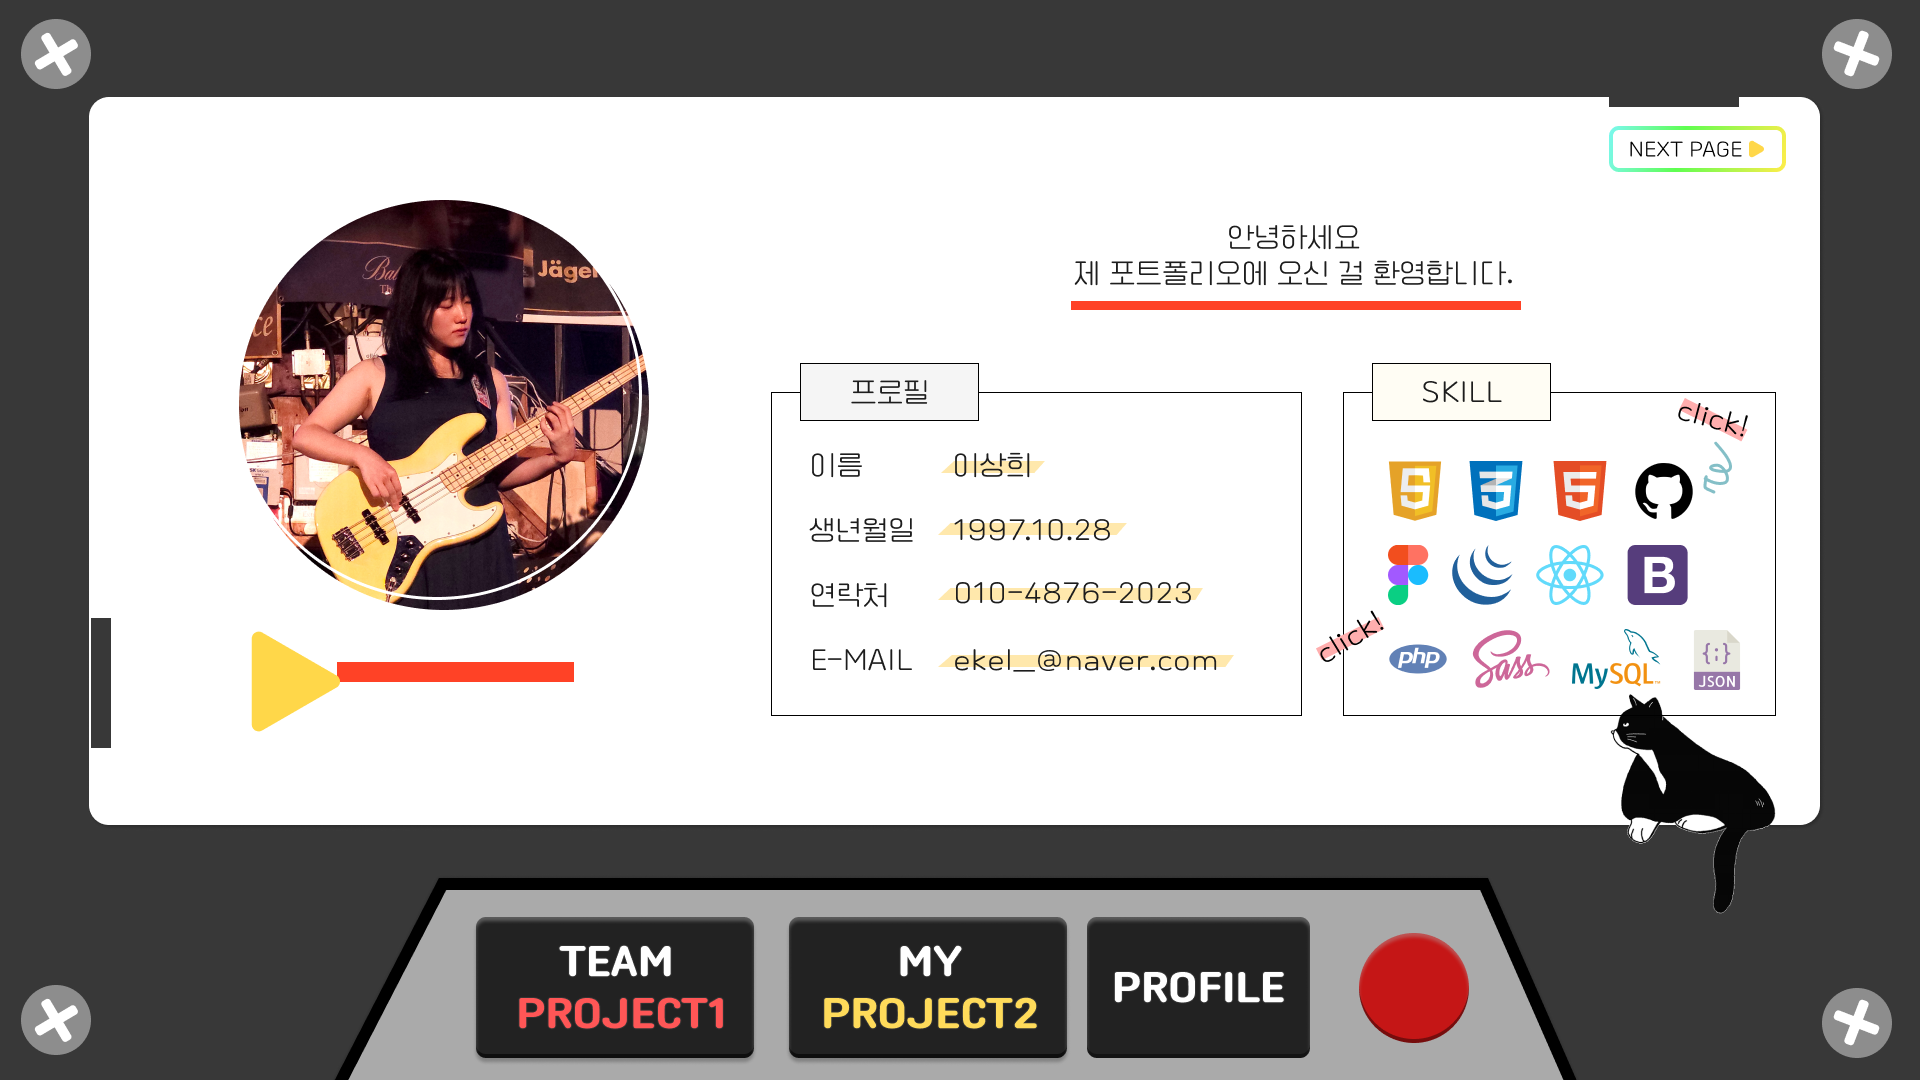 NEXT PAGE
안녕하세요
제 포트폴리오에 오신 걸 환영합니다.
Jäger
프로필
이름 이상희
생년월일 1997.10.28
연락처 010-4876-2023
E-MAIL ekel_@naver.com
SKILL
click!
5 3 5
B
click!
php Sass MySQL {;} JSON
TEAM
PROJECT1
MY
PROJECT2
PROFILE